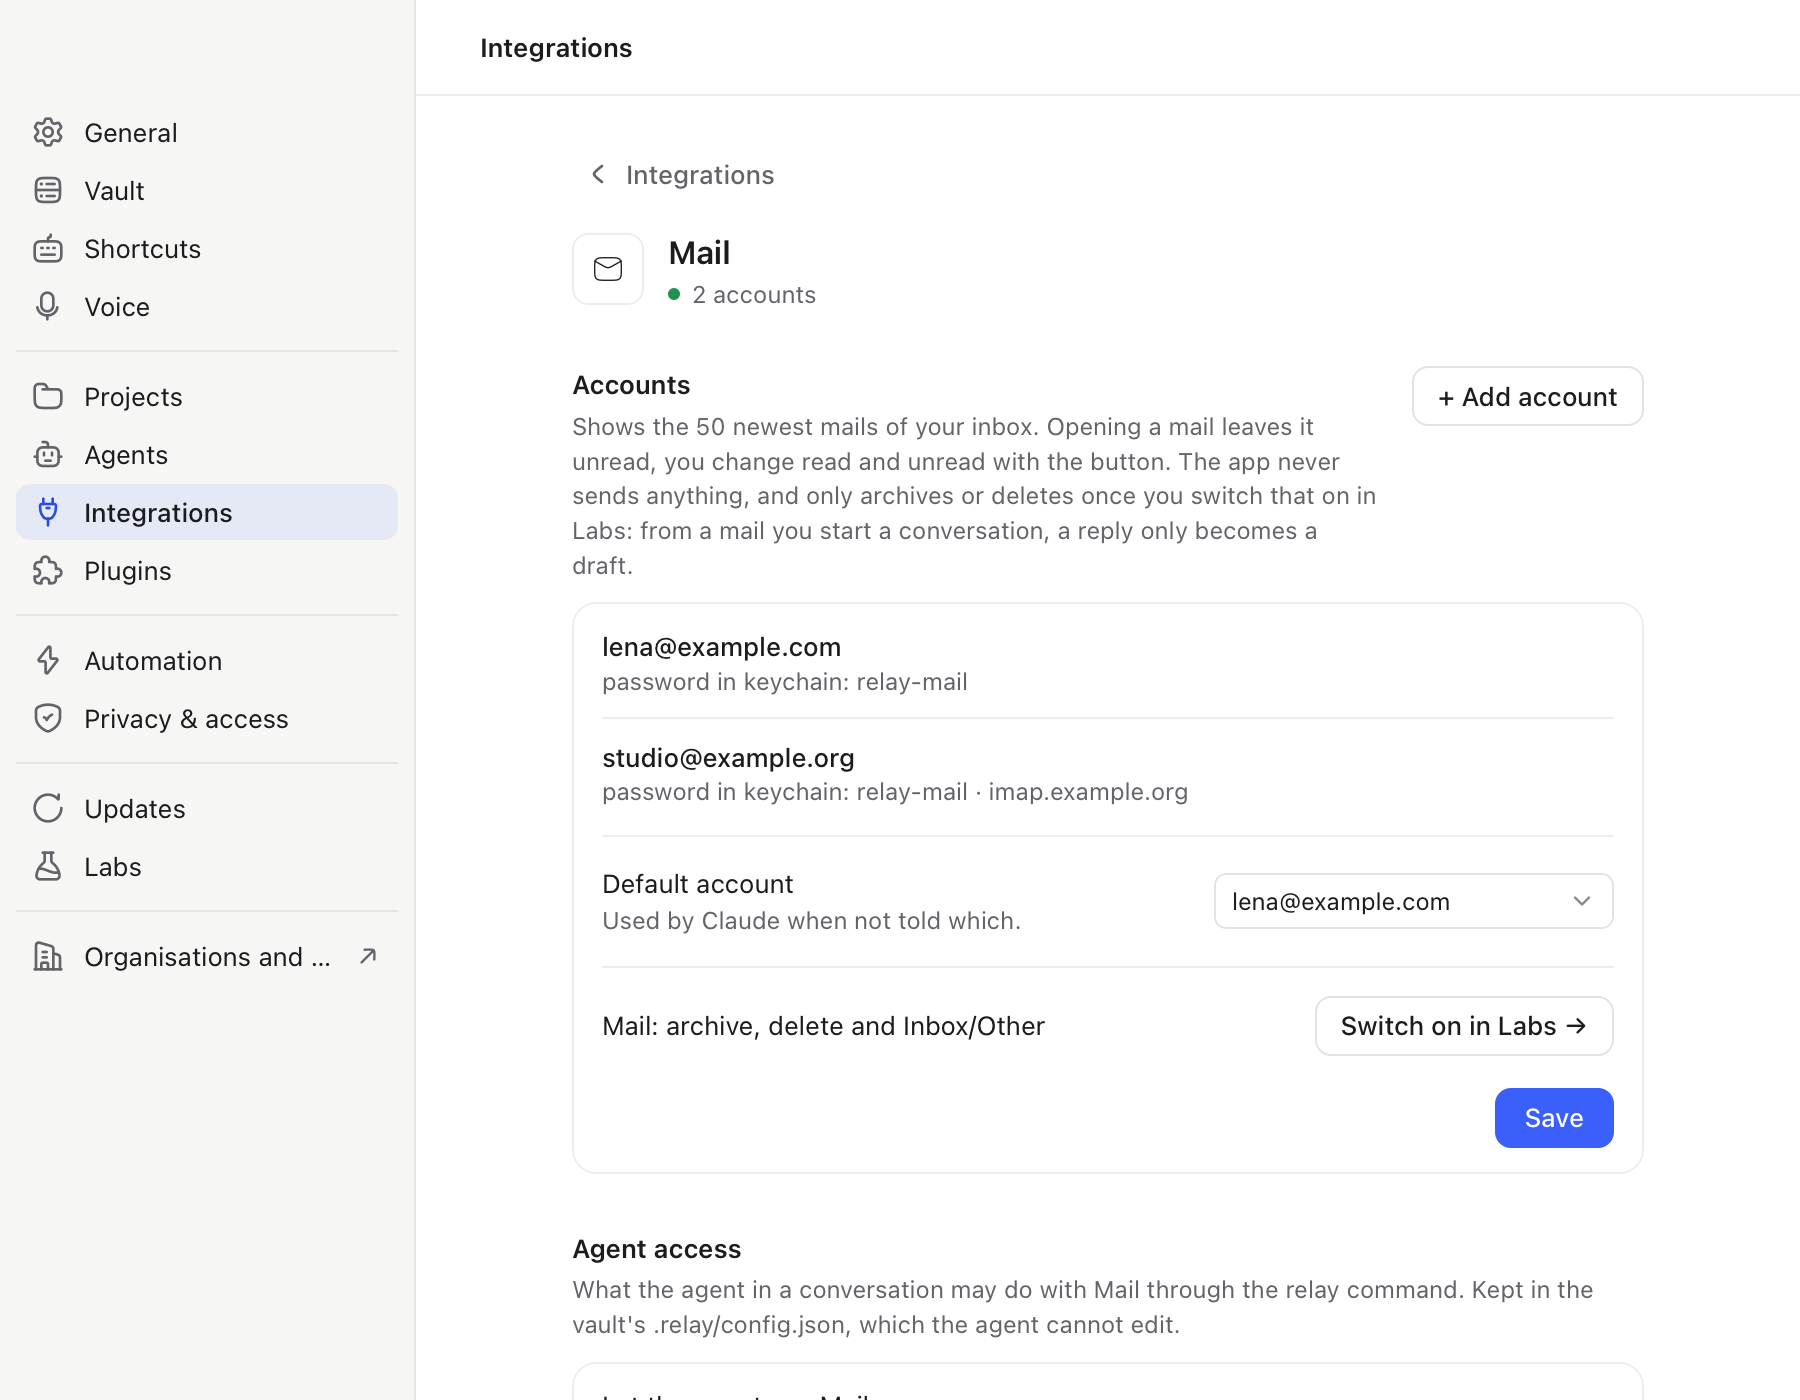 Integrations
General
Vault
Shortcuts
Voice
Projects
Agents
Integrations
Plugins
Automation
Privacy & access
Updates
Labs
Organisations and ...
Integrations
Mail
2 accounts
Accounts
+ Add account
Shows the 50 newest mails of your inbox. Opening a mail leaves it
unread, you change read and unread with the button. The app never
sends anything, and only archives or deletes once you switch that on in
Labs: from a mail you start a conversation, a reply only becomes a
draft.
lena@example.com
password in keychain: relay-mail
studio@example.org
password in keychain: relay-mail · imap.example.org
Default account
Used by Claude when not told which.
lena@example.com
Mail: archive, delete and Inbox/Other
Switch on in Labs →
Save
Agent access
What the agent in a conversation may do with Mail through the relay command. Kept in the
vault's .relay/config.json, which the agent cannot edit.